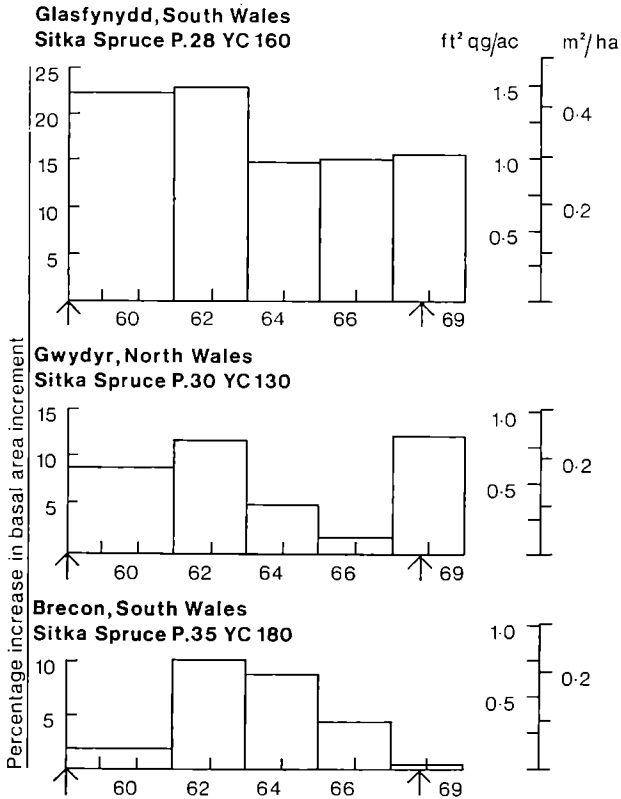 Glasfynydd, South Wales
Sitka Spruce P.28 YC 160
ft² qg/ac m²/ha
25
20
15
10
5
1·5
1·0
0·5
0·4
0·2
60 62 64 66 69
Gwydyr, North Wales
Sitka Spruce P.30 YC 130
15
10
5
1·0
0·5
0·2
60 62 64 66 69
Brecon, South Wales
Sitka Spruce P.35 YC 180
10
5
1·0
0·5
0·2
60 62 64 66 69
Percentage increase in basal area increment